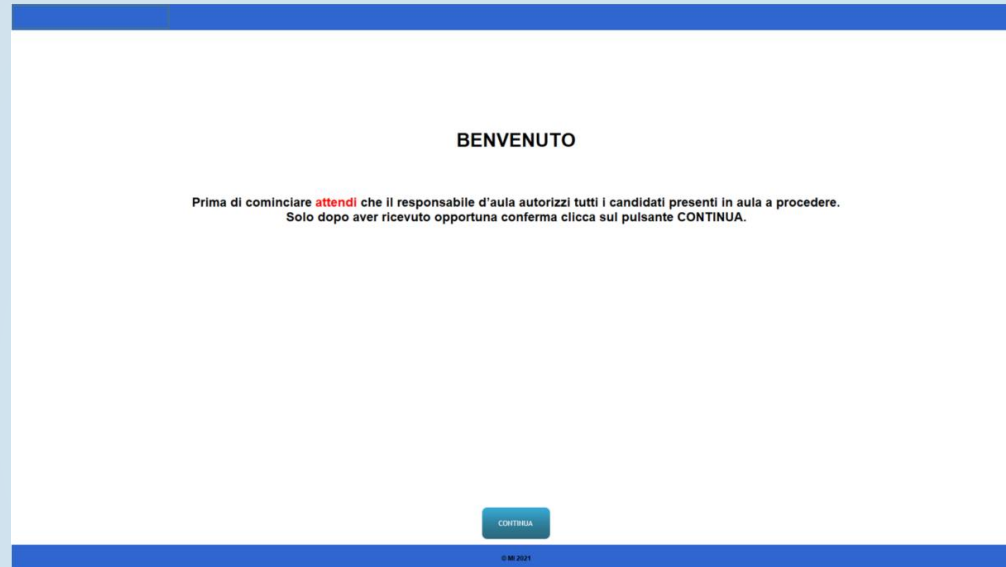 BENVENUTO
Prima di cominciare attendi che il responsabile d'aula autorizzi tutti i candidati presenti in aula a procedere.
Solo dopo aver ricevuto opportuna conferma clicca sul pulsante CONTINUA.
CONTINUA
© MI 2021